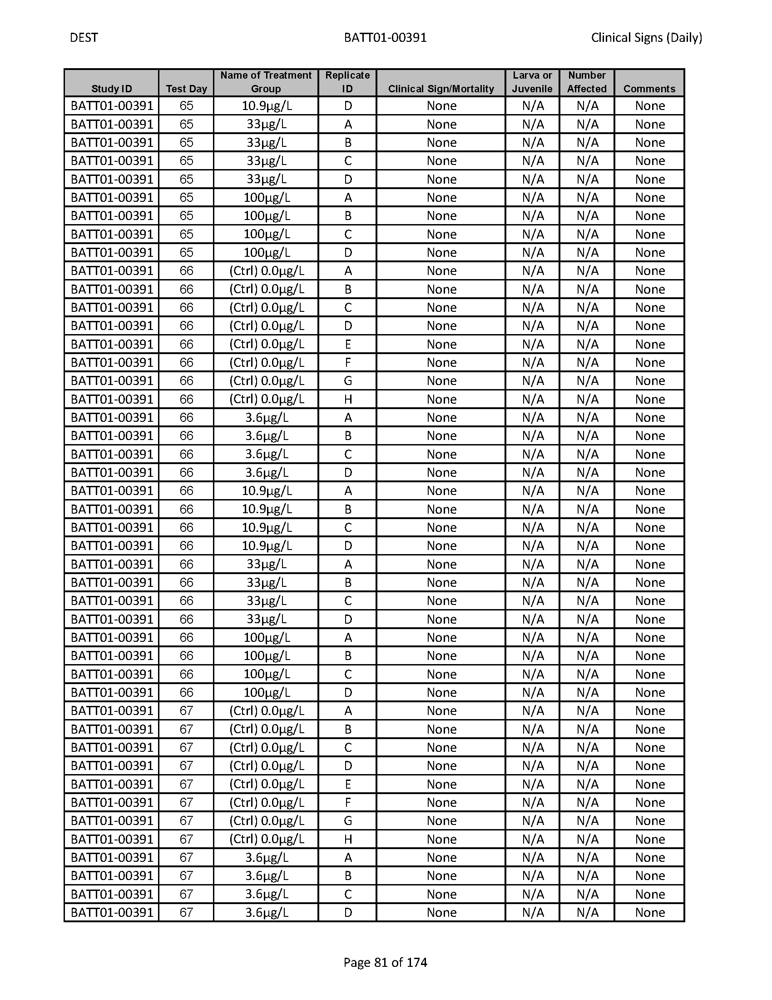 DEST BATT01-00391 Clinical Signs (Daily)
Study ID Test Day Name of Treatment Group Replicate ID Clinical Sign/Mortality Larva or Juvenile Number Affected Comments
BATT01-00391 65 10.9µg/L D None N/A N/A None
BATT01-00391 65 33µg/L A None N/A N/A None
BATT01-00391 65 33µg/L B None N/A N/A None
BATT01-00391 65 33µg/L C None N/A N/A None
BATT01-00391 65 33µg/L D None N/A N/A None
BATT01-00391 65 100µg/L A None N/A N/A None
BATT01-00391 65 100µg/L B None N/A N/A None
BATT01-00391 65 100µg/L C None N/A N/A None
BATT01-00391 65 100µg/L D None N/A N/A None
BATT01-00391 66 (Ctrl) 0.0µg/L A None N/A N/A None
BATT01-00391 66 (Ctrl) 0.0µg/L B None N/A N/A None
BATT01-00391 66 (Ctrl) 0.0µg/L C None N/A N/A None
BATT01-00391 66 (Ctrl) 0.0µg/L D None N/A N/A None
BATT01-00391 66 (Ctrl) 0.0µg/L E None N/A N/A None
BATT01-00391 66 (Ctrl) 0.0µg/L F None N/A N/A None
BATT01-00391 66 (Ctrl) 0.0µg/L G None N/A N/A None
BATT01-00391 66 (Ctrl) 0.0µg/L H None N/A N/A None
BATT01-00391 66 3.6µg/L A None N/A N/A None
BATT01-00391 66 3.6µg/L B None N/A N/A None
BATT01-00391 66 3.6µg/L C None N/A N/A None
BATT01-00391 66 3.6µg/L D None N/A N/A None
BATT01-00391 66 10.9µg/L A None N/A N/A None
BATT01-00391 66 10.9µg/L B None N/A N/A None
BATT01-00391 66 10.9µg/L C None N/A N/A None
BATT01-00391 66 10.9µg/L D None N/A N/A None
BATT01-00391 66 33µg/L A None N/A N/A None
BATT01-00391 66 33µg/L B None N/A N/A None
BATT01-00391 66 33µg/L C None N/A N/A None
BATT01-00391 66 33µg/L D None N/A N/A None
BATT01-00391 66 100µg/L A None N/A N/A None
BATT01-00391 66 100µg/L B None N/A N/A None
BATT01-00391 66 100µg/L C None N/A N/A None
BATT01-00391 66 100µg/L D None N/A N/A None
BATT01-00391 67 (Ctrl) 0.0µg/L A None N/A N/A None
BATT01-00391 67 (Ctrl) 0.0µg/L B None N/A N/A None
BATT01-00391 67 (Ctrl) 0.0µg/L C None N/A N/A None
BATT01-00391 67 (Ctrl) 0.0µg/L D None N/A N/A None
BATT01-00391 67 (Ctrl) 0.0µg/L E None N/A N/A None
BATT01-00391 67 (Ctrl) 0.0µg/L F None N/A N/A None
BATT01-00391 67 (Ctrl) 0.0µg/L G None N/A N/A None
BATT01-00391 67 (Ctrl) 0.0µg/L H None N/A N/A None
BATT01-00391 67 3.6µg/L A None N/A N/A None
BATT01-00391 67 3.6µg/L B None N/A N/A None
BATT01-00391 67 3.6µg/L C None N/A N/A None
BATT01-00391 67 3.6µg/L D None N/A N/A None
Page 81 of 174